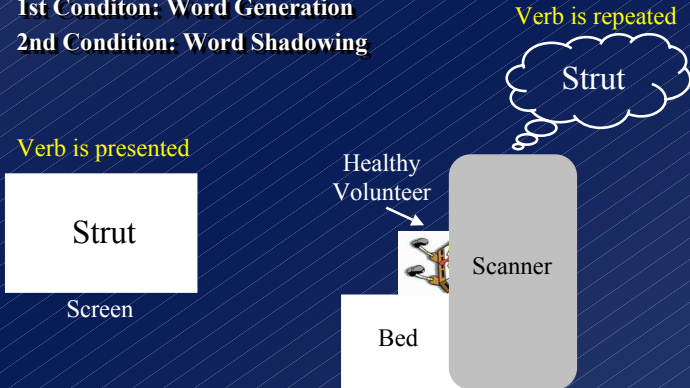 1st Conditon: Word Generation
2nd Condition: Word Shadowing
Verb is repeated
Strut
Verb is presented
Strut
Screen
Healthy
Volunteer
Scanner
Bed